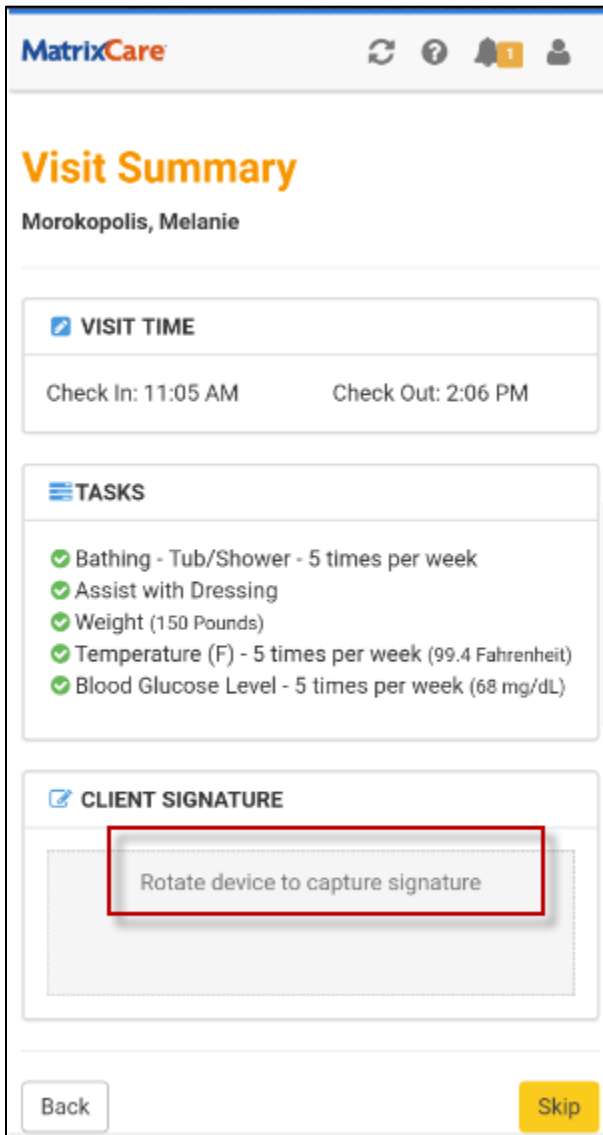 MatrixCare
1
Visit Summary
Morokopolis, Melanie
VISIT TIME
Check In: 11:05 AM Check Out: 2:06 PM
TASKS
Bathing - Tub/Shower - 5 times per week
Assist with Dressing
Weight (150 Pounds)
Temperature (F) - 5 times per week (99.4 Fahrenheit)
Blood Glucose Level - 5 times per week (68 mg/dL)
CLIENT SIGNATURE
Rotate device to capture signature
Back Skip